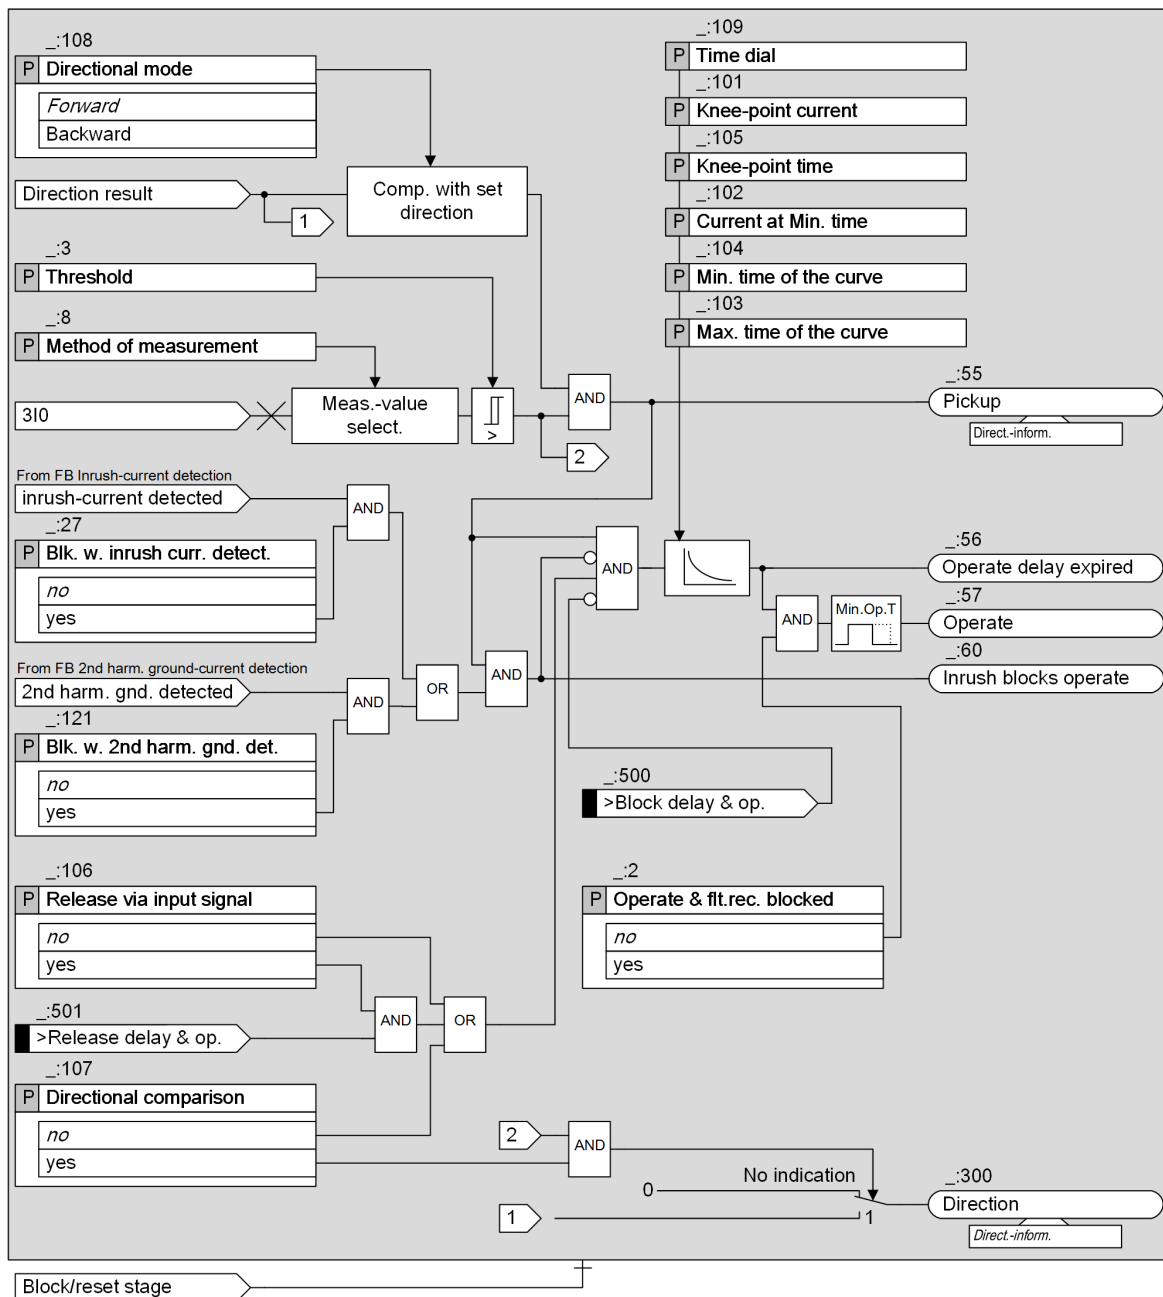 _:108
P Directional mode
Forward
Backward
Direction result
1
Comp. with set
direction
_:3
P Threshold
_:8
P Method of measurement
3I0
Meas.-value
select.
>
AND
2
_:109
P Time dial
_:101
P Knee-point current
_:105
P Knee-point time
_:102
P Current at Min. time
_:104
P Min. time of the curve
_:103
P Max. time of the curve
_:55
Pickup
Direct.-inform.
From FB Inrush-current detection
inrush-current detected
AND
_:27
P Blk. w. inrush curr. detect.
no
yes
From FB 2nd harm. ground-current detection
2nd harm. gnd. detected
AND
_:121
P Blk. w. 2nd harm. gnd. det.
no
yes
OR
AND
AND
_:56
Operate delay expired
AND
Min.Op.T
_:57
Operate
_:60
Inrush blocks operate
_:500
>Block delay & op.
_:2
P Operate & flt.rec. blocked
no
yes
_:106
P Release via input signal
no
yes
_:501
>Release delay & op.
AND
OR
_:107
P Directional comparison
no
yes
2
AND
No indication
0
1
1
_:300
Direction
Direct.-inform.
Block/reset stage